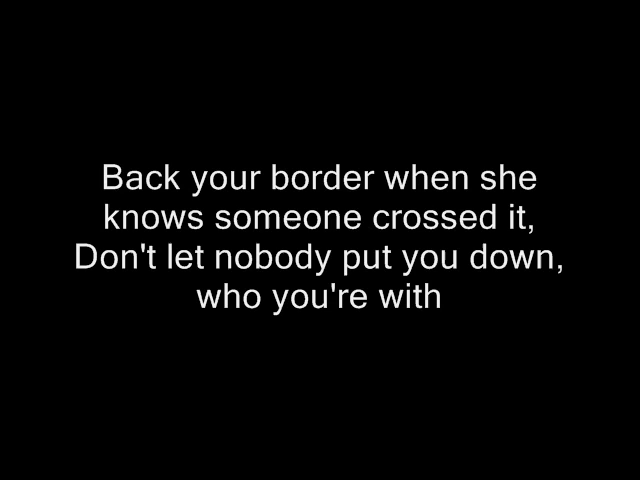 Back your border when she
knows someone crossed it,
Don't let nobody put you down,
who you're with